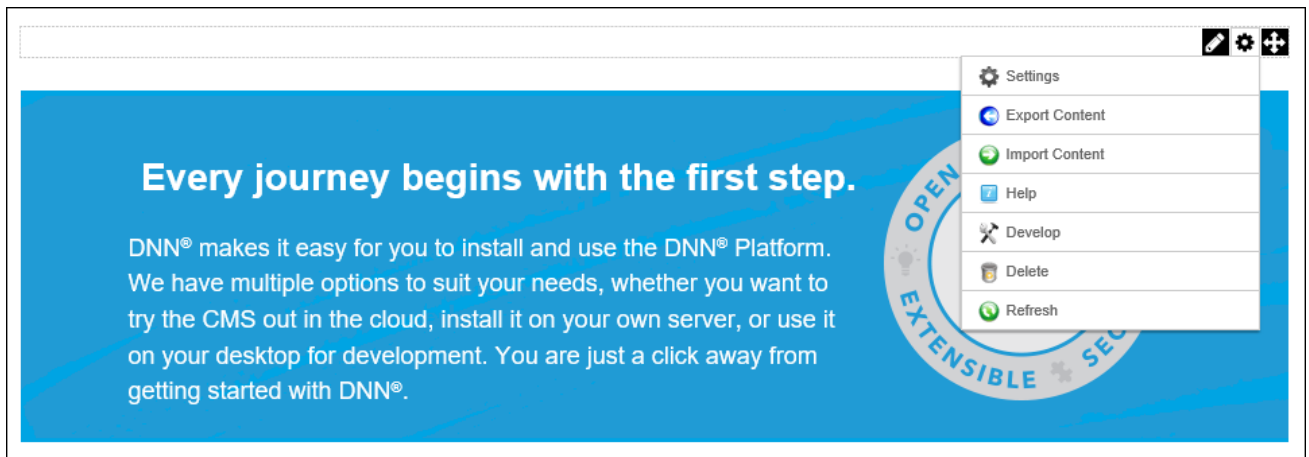 Settings
Export Content
Import Content
Help
Develop
Delete
Refresh
Every journey begins with the first step.
DNN® makes it easy for you to install and use the DNN® Platform.
We have multiple options to suit your needs, whether you want to
try the CMS out in the cloud, install it on your own server, or use it
on your desktop for development. You are just a click away from
getting started with DNN®.
OPEN
EXTENSIBLE